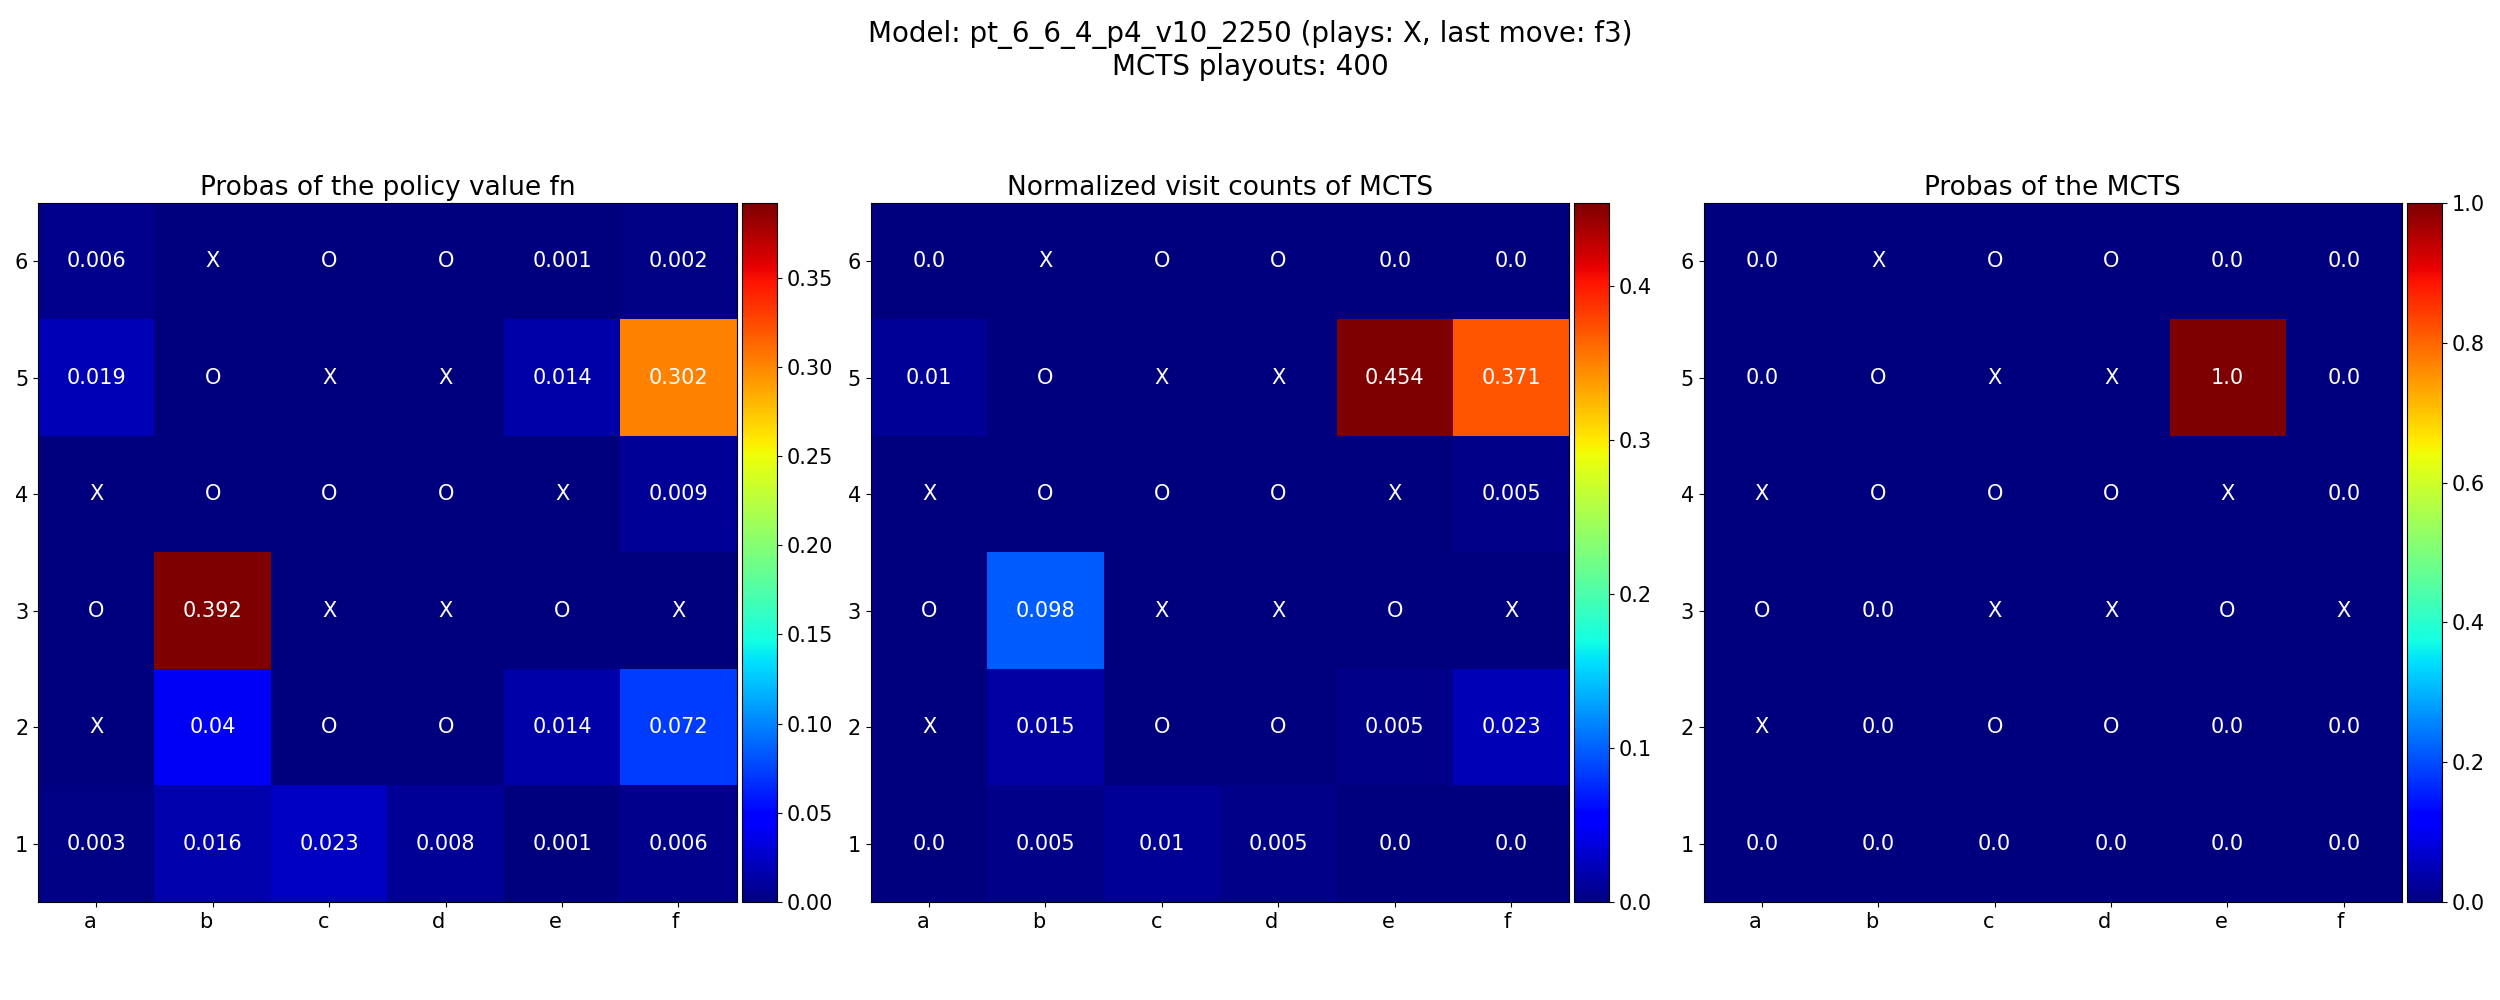 Model: pt_6_6_4_p4_v10_2250 (plays: X, last move: f3)
MCTS playouts: 400
Probas of the policy value fn
6 0.006 X O O 0.001 0.002
5 0.019 O X X 0.014 0.302
4 X O O O X 0.009
3 O 0.392 X X O X
2 X 0.04 O O 0.014 0.072
1 0.003 0.016 0.023 0.008 0.001 0.006
a b c d e f
0.35
0.30
0.25
0.20
0.15
0.10
0.05
0.00
Normalized visit counts of MCTS
6 0.0 X O O 0.0 0.0
5 0.01 O X X 0.454 0.371
4 X O O O X 0.005
3 O 0.098 X X O X
2 X 0.015 O O 0.005 0.023
1 0.0 0.005 0.01 0.005 0.0 0.0
a b c d e f
0.4
0.3
0.2
0.1
0.0
Probas of the MCTS
6 0.0 X O O 0.0 0.0
5 0.0 O X X 1.0 0.0
4 X O O O X 0.0
3 O 0.0 X X O X
2 X 0.0 O O 0.0 0.0
1 0.0 0.0 0.0 0.0 0.0 0.0
a b c d e f
1.0
0.8
0.6
0.4
0.2
0.0